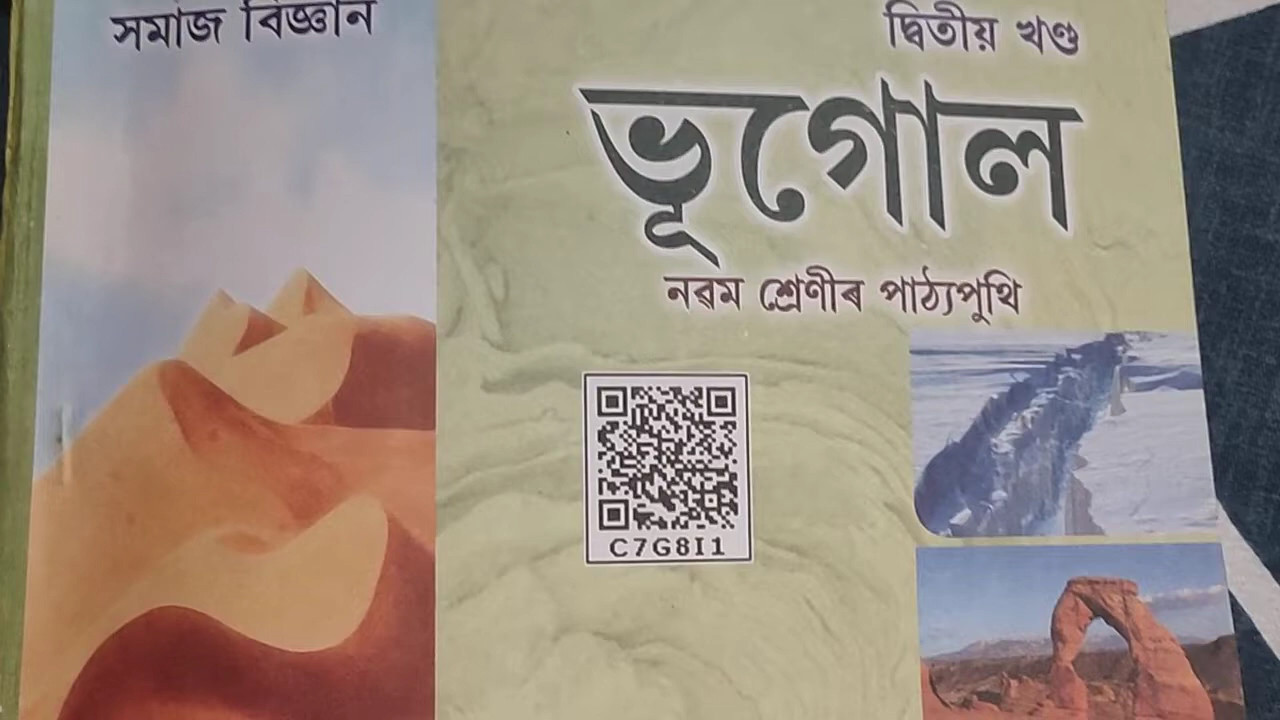 সমাজ বিজ্ঞান
দ্বিতীয় খণ্ড
ভূগোল
নৱম শ্ৰেণীৰ পাঠ্যপুথি
C7G8I1